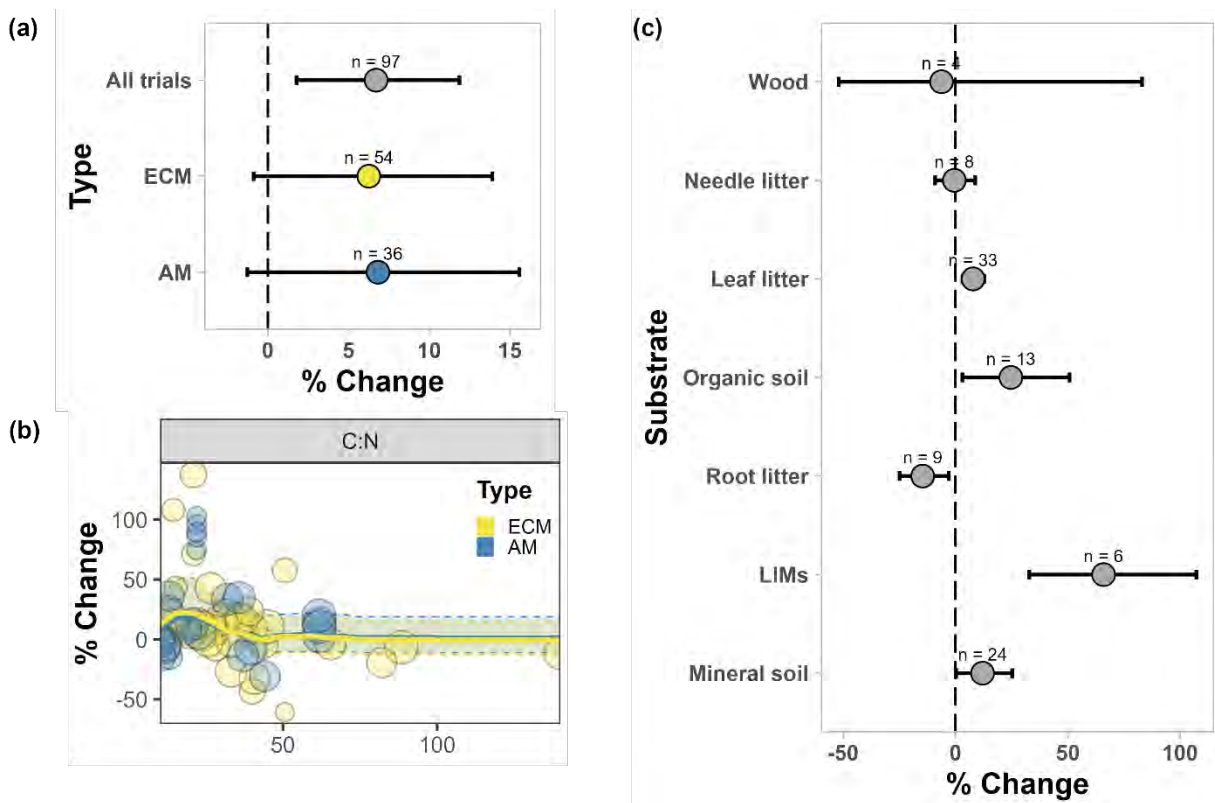 (a)
All trials
ECM
AM
Type
n = 97
n = 54
n = 36
0
5
10
15
% Change
(b)
C:N
% Change
100
50
0
-50
50
100
Type
ECM
AM
(c)
Substrate
Wood
Needle litter
Leaf litter
Organic soil
Root litter
LIMs
Mineral soil
n = 4
n = 8
n = 33
n = 13
n = 9
n = 6
n = 24
-50
0
50
100
% Change